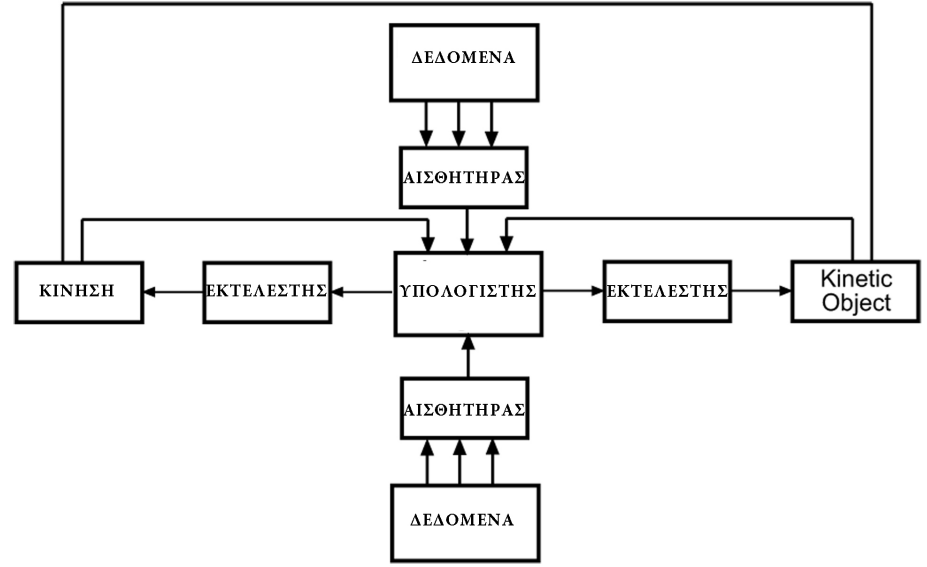 ΔΕΔΟΜΕΝΑ
ΑΙΣΘΗΤΗΡΑΣ
ΚΙΝΗΣΗ
ΕΚΤΕΛΕΣΤΗΣ
ΥΠΟΛΟΓΙΣΤΗΣ
ΕΚΤΕΛΕΣΤΗΣ
Kinetic
Object
ΑΙΣΘΗΤΗΡΑΣ
ΔΕΔΟΜΕΝΑ